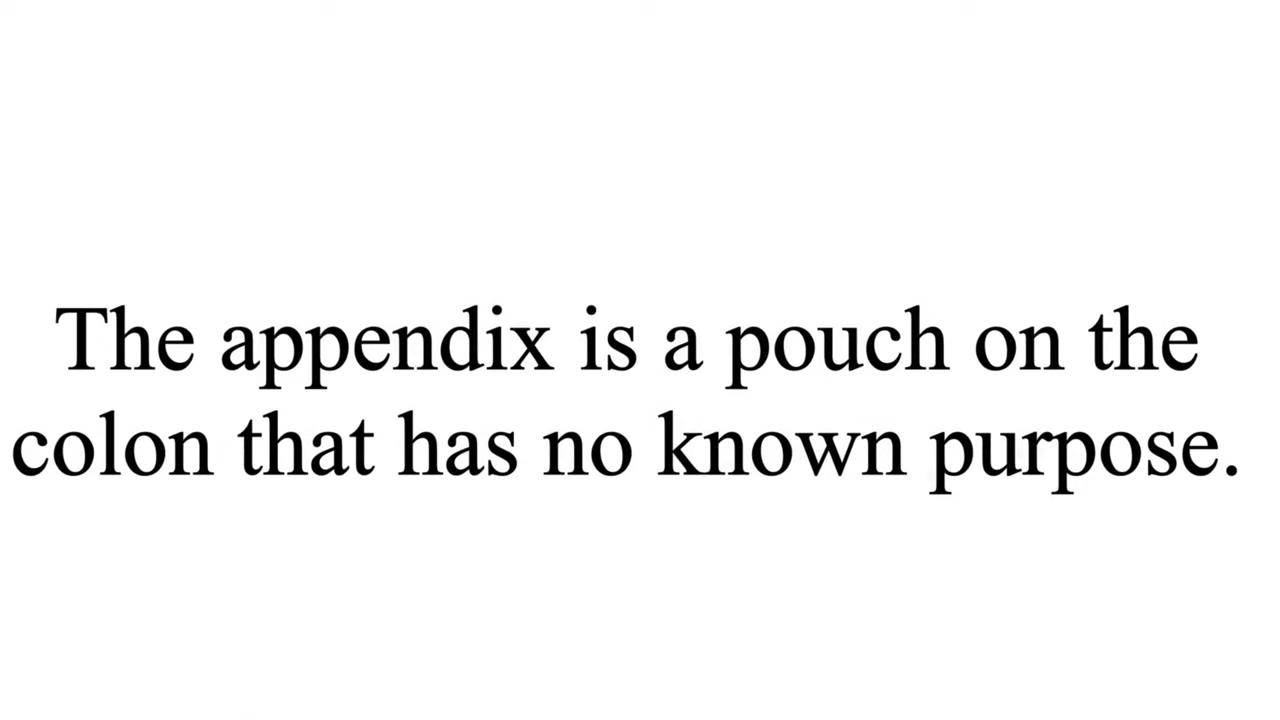 The appendix is a pouch on the
colon that has no known purpose.